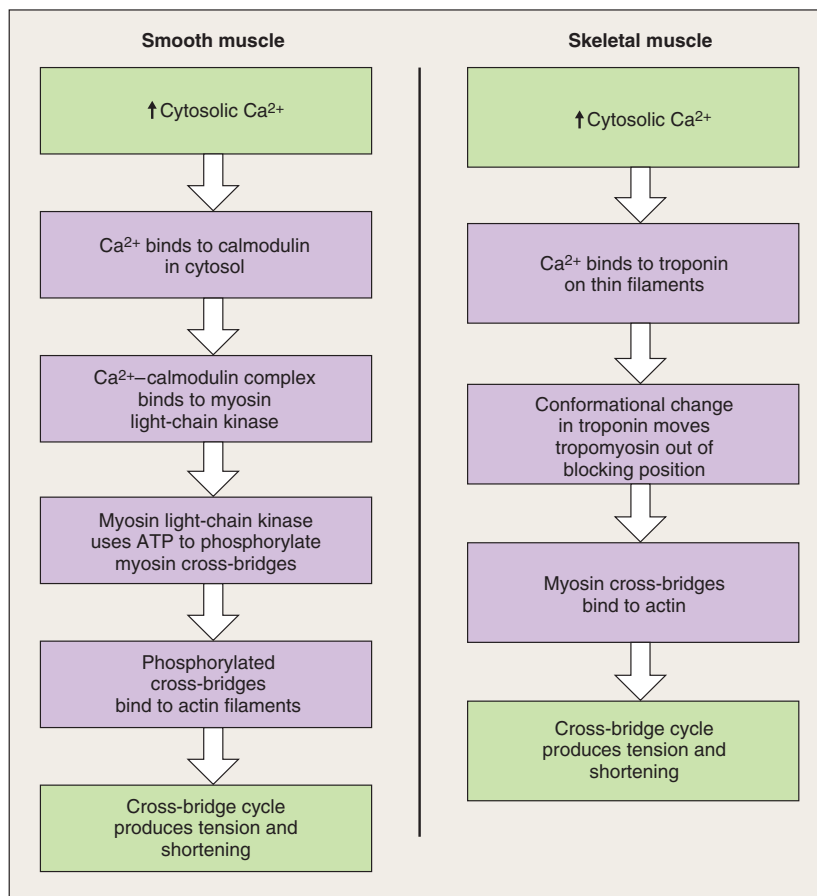 Smooth muscle
↑Cytosolic Ca²⁺
Ca²⁺ binds to calmodulin
in cytosol
Ca²⁺–calmodulin complex
binds to myosin
light-chain kinase
Myosin light-chain kinase
uses ATP to phosphorylate
myosin cross-bridges
Phosphorylated
cross-bridges
bind to actin filaments
Cross-bridge cycle
produces tension and
shortening
Skeletal muscle
↑Cytosolic Ca²⁺
Ca²⁺ binds to troponin
on thin filaments
Conformational change
in troponin moves
tropomyosin out of
blocking position
Myosin cross-bridges
bind to actin
Cross-bridge cycle
produces tension and
shortening